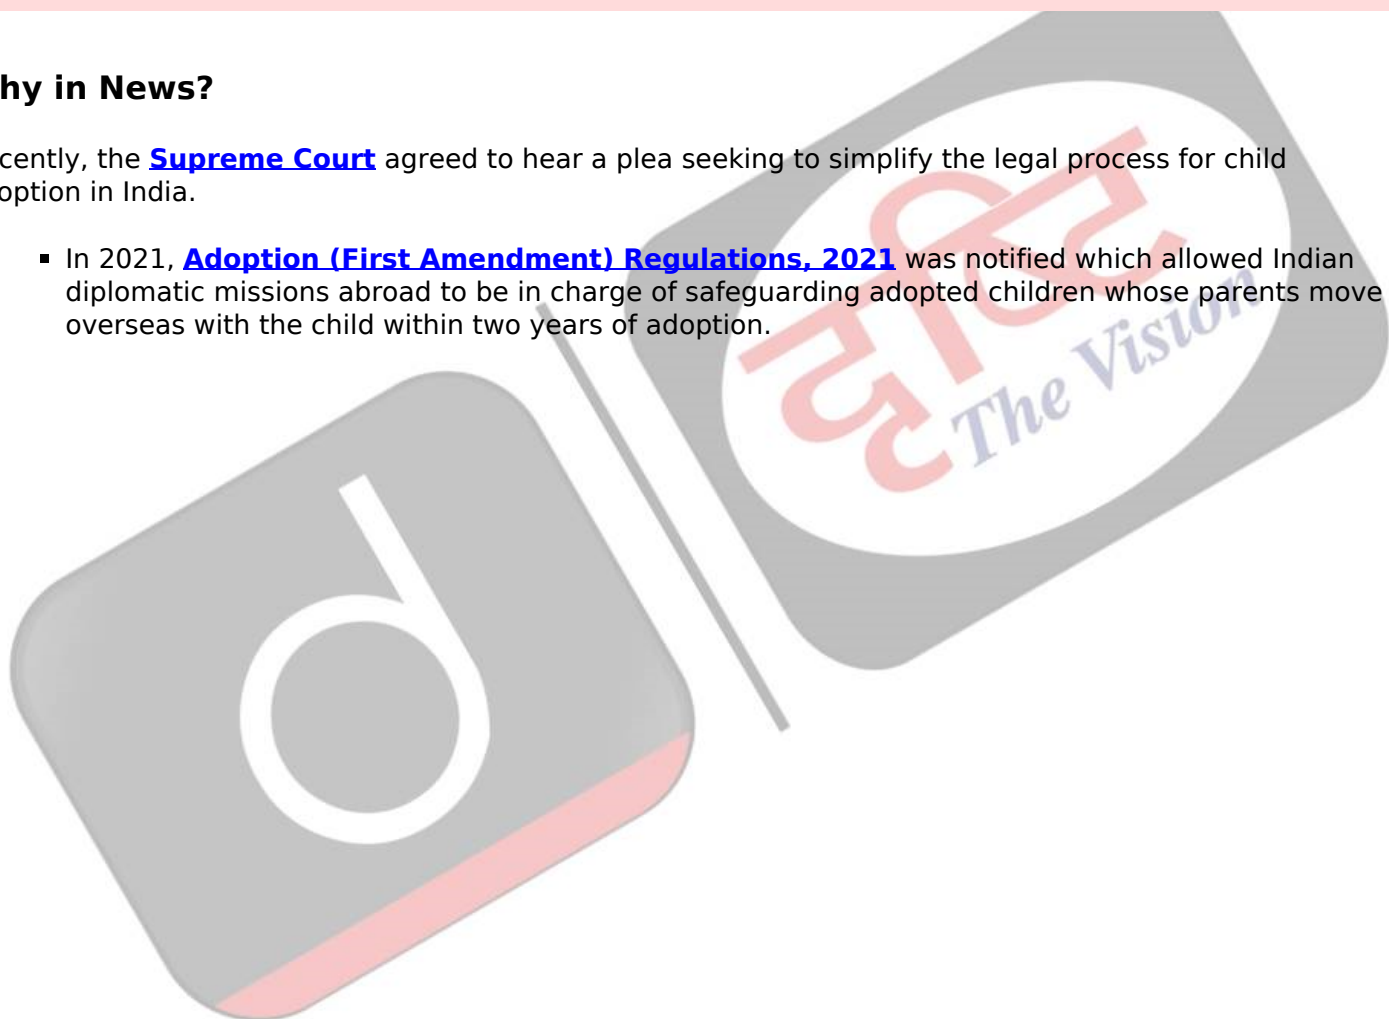 hy in News?
cently, the Supreme Court agreed to hear a plea seeking to simplify the legal process for child
option in India.
▪ In 2021, Adoption (First Amendment) Regulations, 2021 was notified which allowed Indian
diplomatic missions abroad to be in charge of safeguarding adopted children whose parents move
overseas with the child within two years of adoption.
दृष्टि
The Vision
d